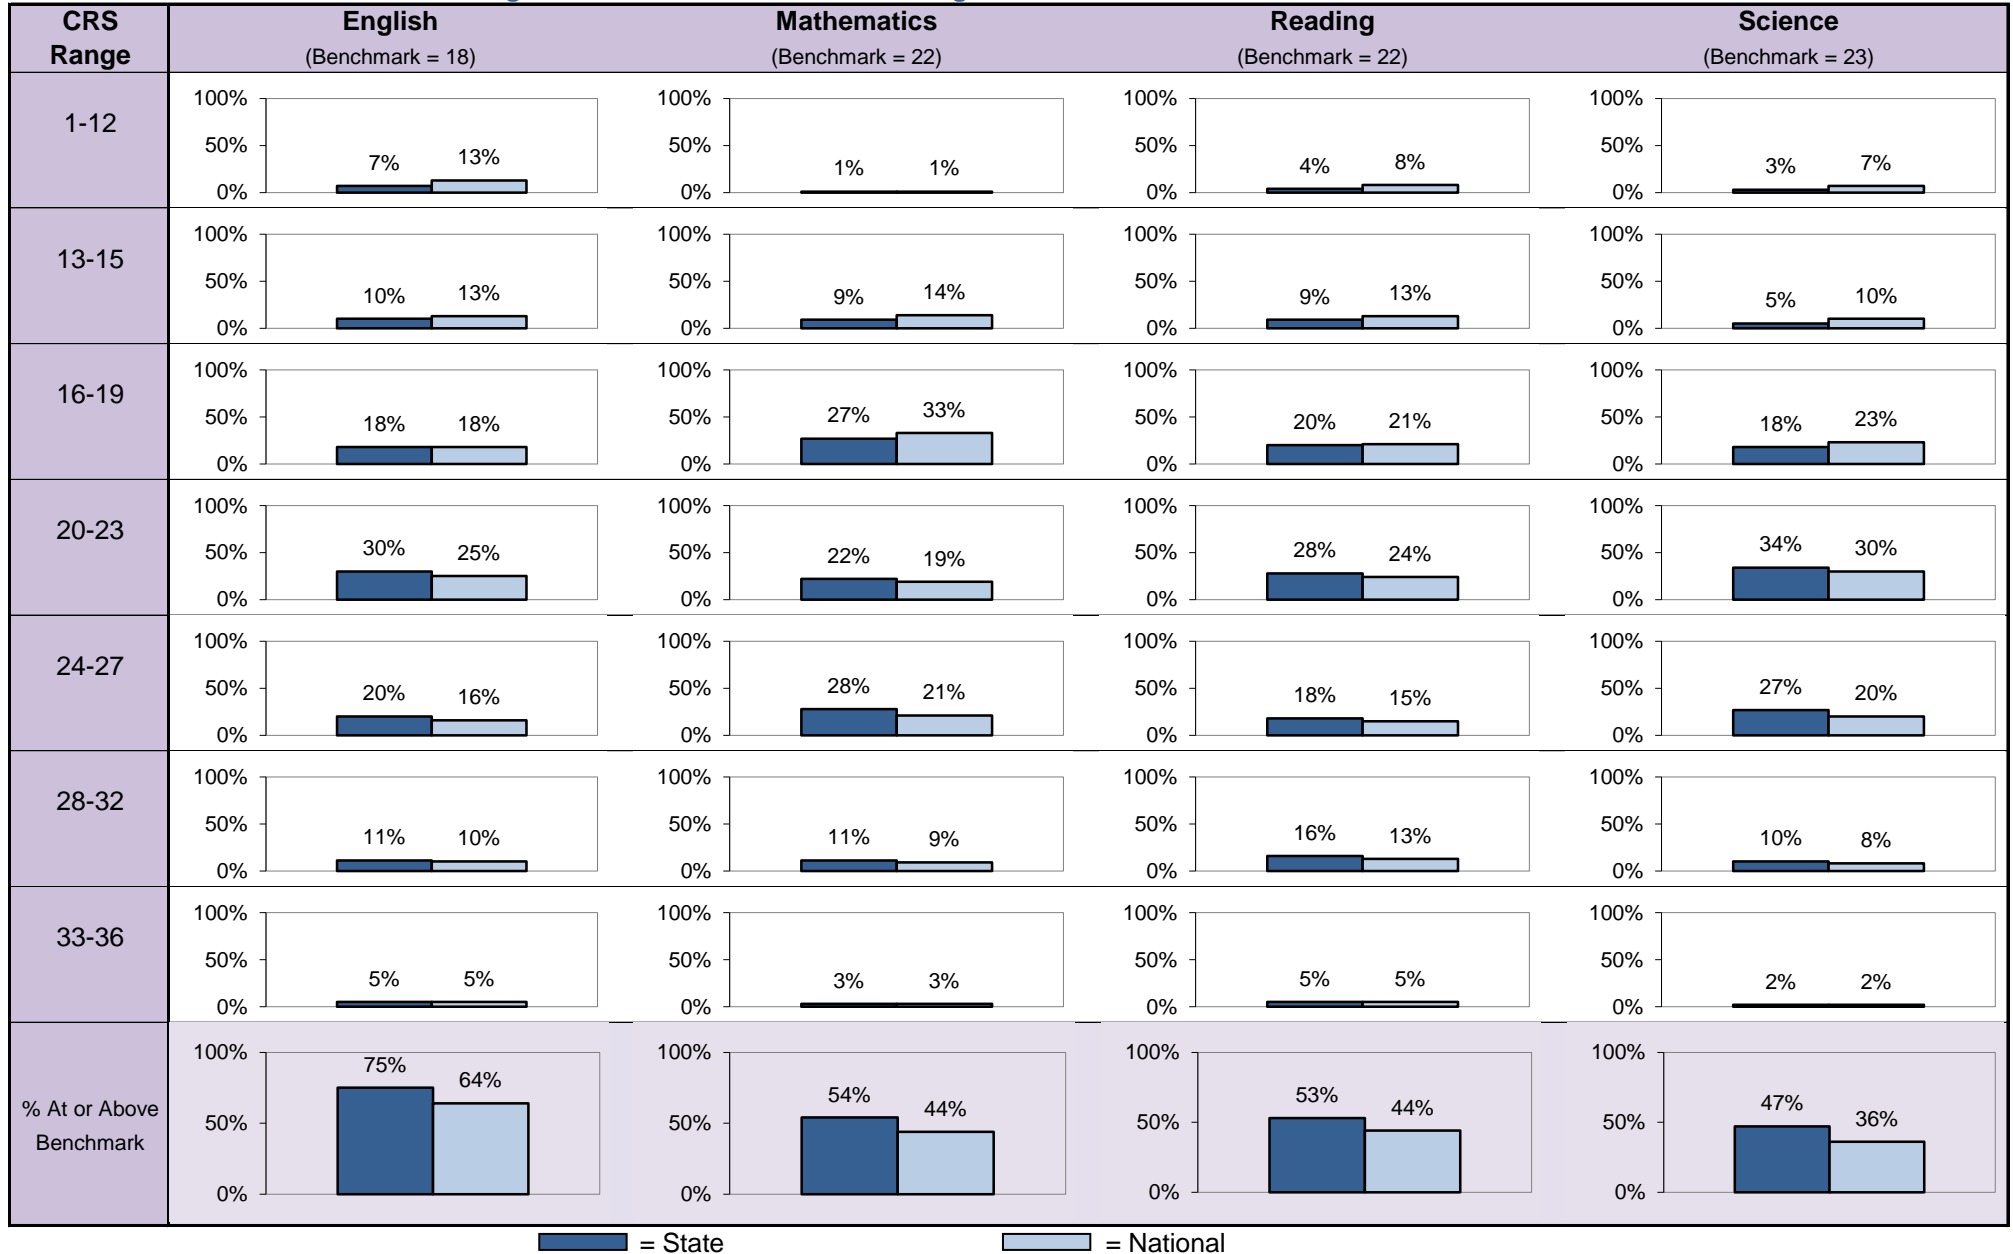 CRS Range English Mathematics Reading Science
(Benchmark = 18) (Benchmark = 22) (Benchmark = 22) (Benchmark = 23)
1-12
100% 100% 100% 100%
50% 50% 50% 50%
7% 13% 1% 1% 4% 8% 3% 7%
0% 0% 0% 0%
13-15
100% 100% 100% 100%
50% 50% 50% 50%
10% 13% 9% 14% 9% 13% 5% 10%
0% 0% 0% 0%
16-19
100% 100% 100% 100%
50% 50% 50% 50%
18% 18% 27% 33% 20% 21% 18% 23%
0% 0% 0% 0%
20-23
100% 100% 100% 100%
50% 50% 50% 50%
30% 25% 22% 19% 28% 24% 34% 30%
0% 0% 0% 0%
24-27
100% 100% 100% 100%
50% 50% 50% 50%
20% 16% 28% 21% 18% 15% 27% 20%
0% 0% 0% 0%
28-32
100% 100% 100% 100%
50% 50% 50% 50%
11% 10% 11% 9% 16% 13% 10% 8%
0% 0% 0% 0%
33-36
100% 100% 100% 100%
50% 50% 50% 50%
5% 5% 3% 3% 5% 5% 2% 2%
0% 0% 0% 0%
% At or Above
Benchmark
100% 100% 100% 100%
75% 64% 54% 44% 53% 44% 47% 36%
50% 50% 50% 50%
0% 0% 0% 0%
= State = National